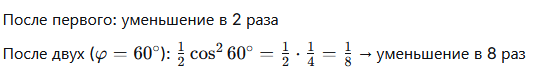 После первого: уменьшение в 2 раза
После двух (φ = 60°): ½ cos² 60° = ½ · ¼ = ⅛ → уменьшение в 8 раз